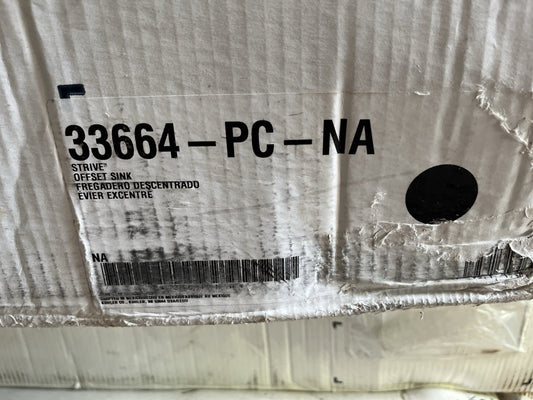 33664-PC-NA
STRIVE®
OFFSET SINK
FREGADERO DESCENTRADO
ÉVIER EXCENTRÉ
NA